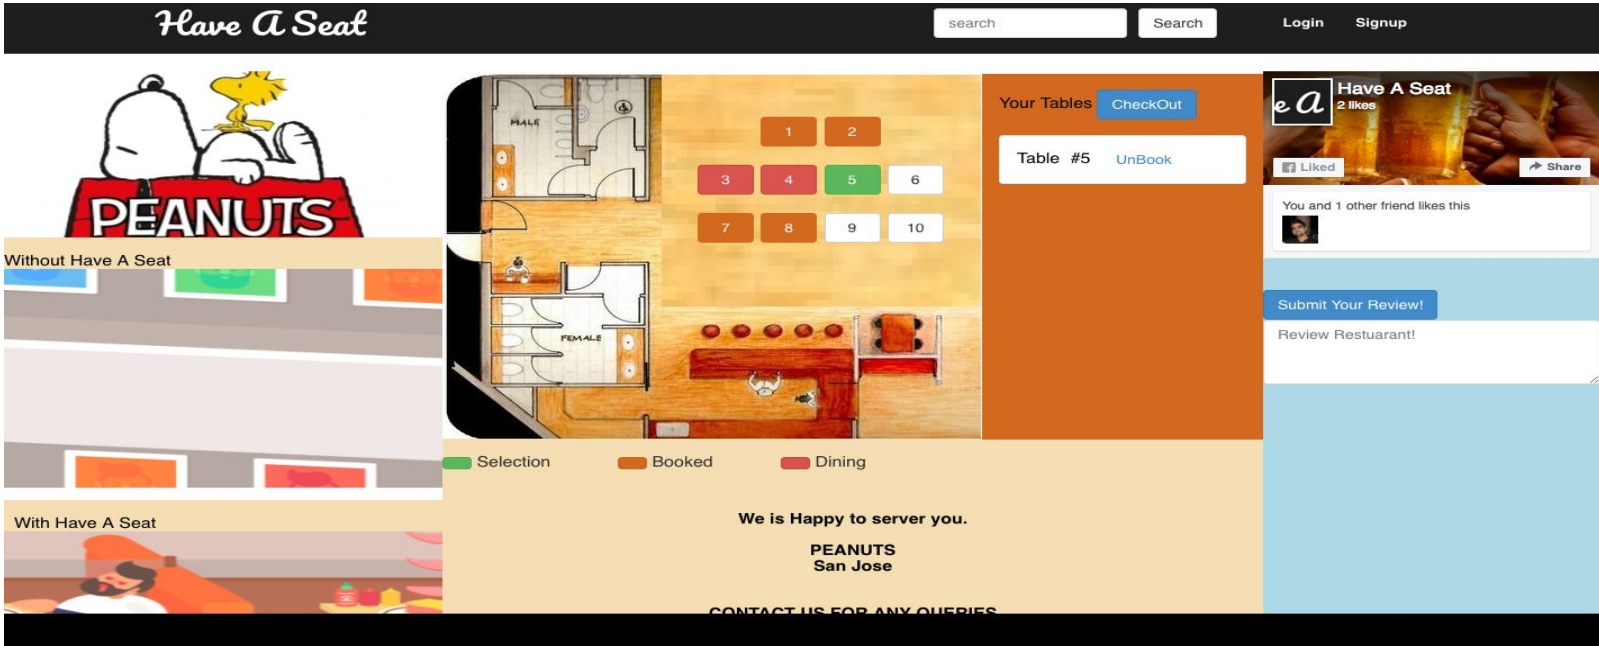 Have A Seat
search
Search
Login
Signup
PEANUTS
Without Have A Seat
With Have A Seat
MALE
FEMALE
1 2
3 4 5 6
7 8 9 10
Your Tables CheckOut
Table #5 UnBook
Selection
Booked
Dining
We is Happy to server you.
PEANUTS
San Jose
CONTACT US FOR ANY QUERIES
e A
Have A Seat
2 likes
Liked
Share
You and 1 other friend likes this
Submit Your Review!
Review Restuarant!